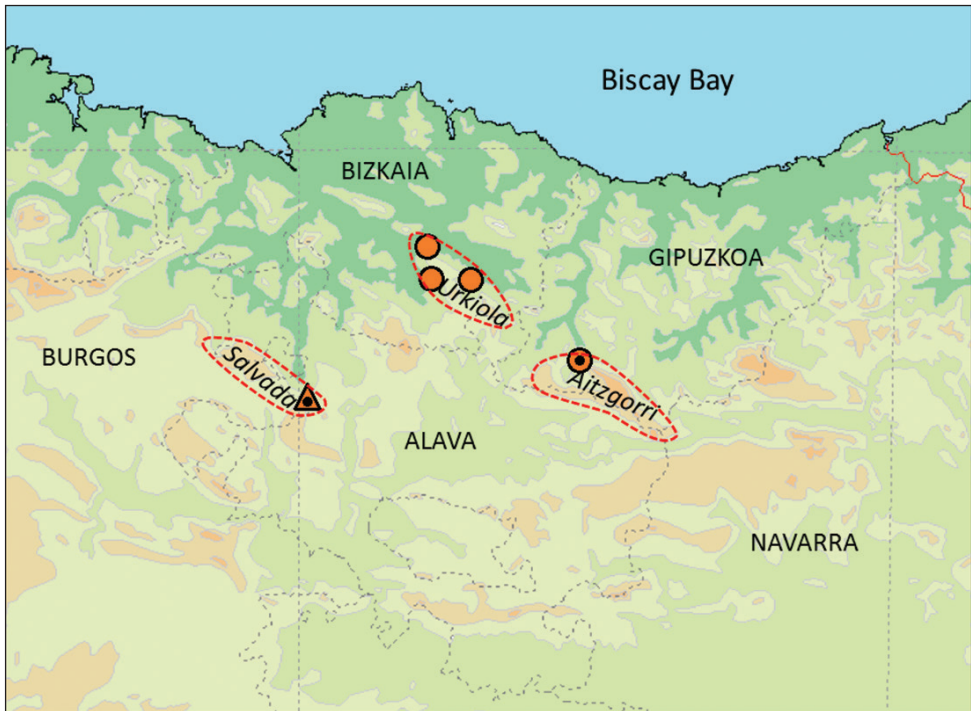 Biscay Bay
BIZKAIA
GIPUZKOA
Urkiola
BURGOS
Salvada
Aitzgorri
ALAVA
NAVARRA